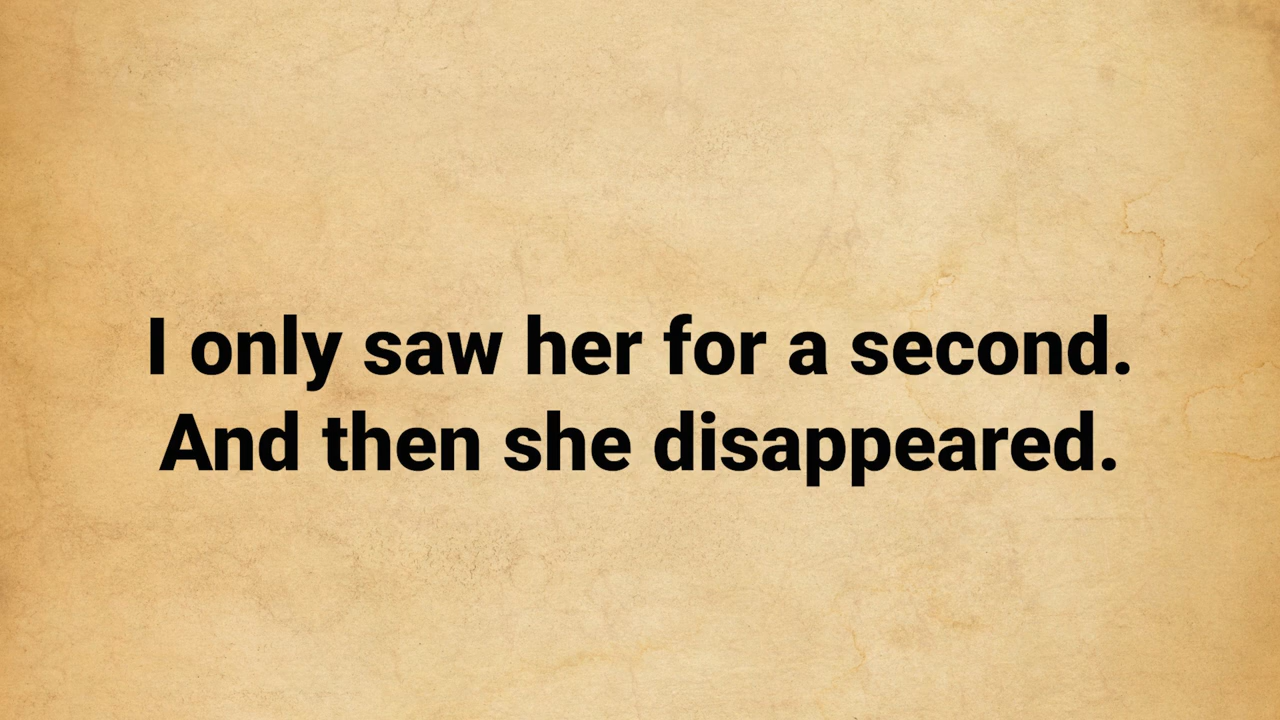 I only saw her for a second.
And then she disappeared.